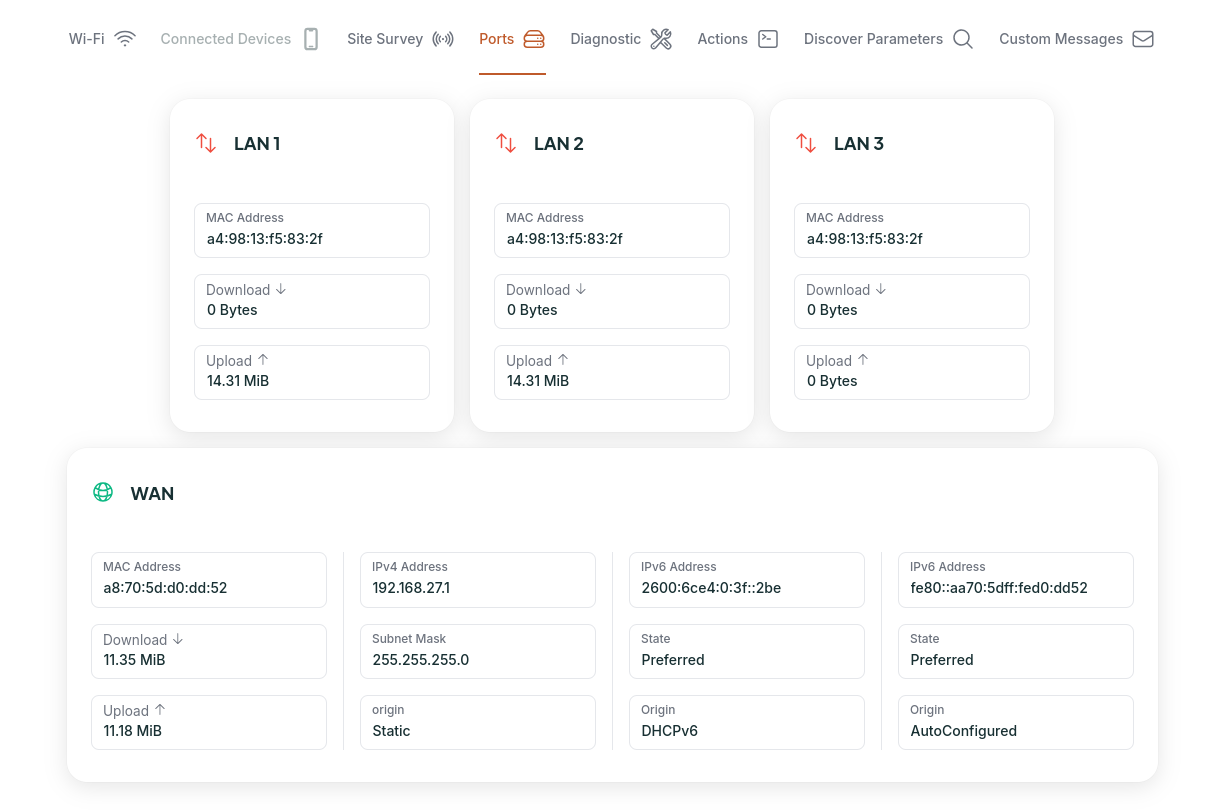 Wi-Fi
Connected Devices
Site Survey
Ports
Diagnostic
Actions
Discover Parameters
Custom Messages
LAN 1
MAC Address
a4:98:13:f5:83:2f
Download ↓
0 Bytes
Upload ↑
14.31 MiB
LAN 2
MAC Address
a4:98:13:f5:83:2f
Download ↓
0 Bytes
Upload ↑
14.31 MiB
LAN 3
MAC Address
a4:98:13:f5:83:2f
Download ↓
0 Bytes
Upload ↑
0 Bytes
WAN
MAC Address
a8:70:5d:d0:dd:52
Download ↓
11.35 MiB
Upload ↑
11.18 MiB
IPv4 Address
192.168.27.1
Subnet Mask
255.255.255.0
origin
Static
IPv6 Address
2600:6ce4:0:3f::2be
State
Preferred
Origin
DHCPv6
IPv6 Address
fe80::aa70:5dff:fed0:dd52
State
Preferred
Origin
AutoConfigured